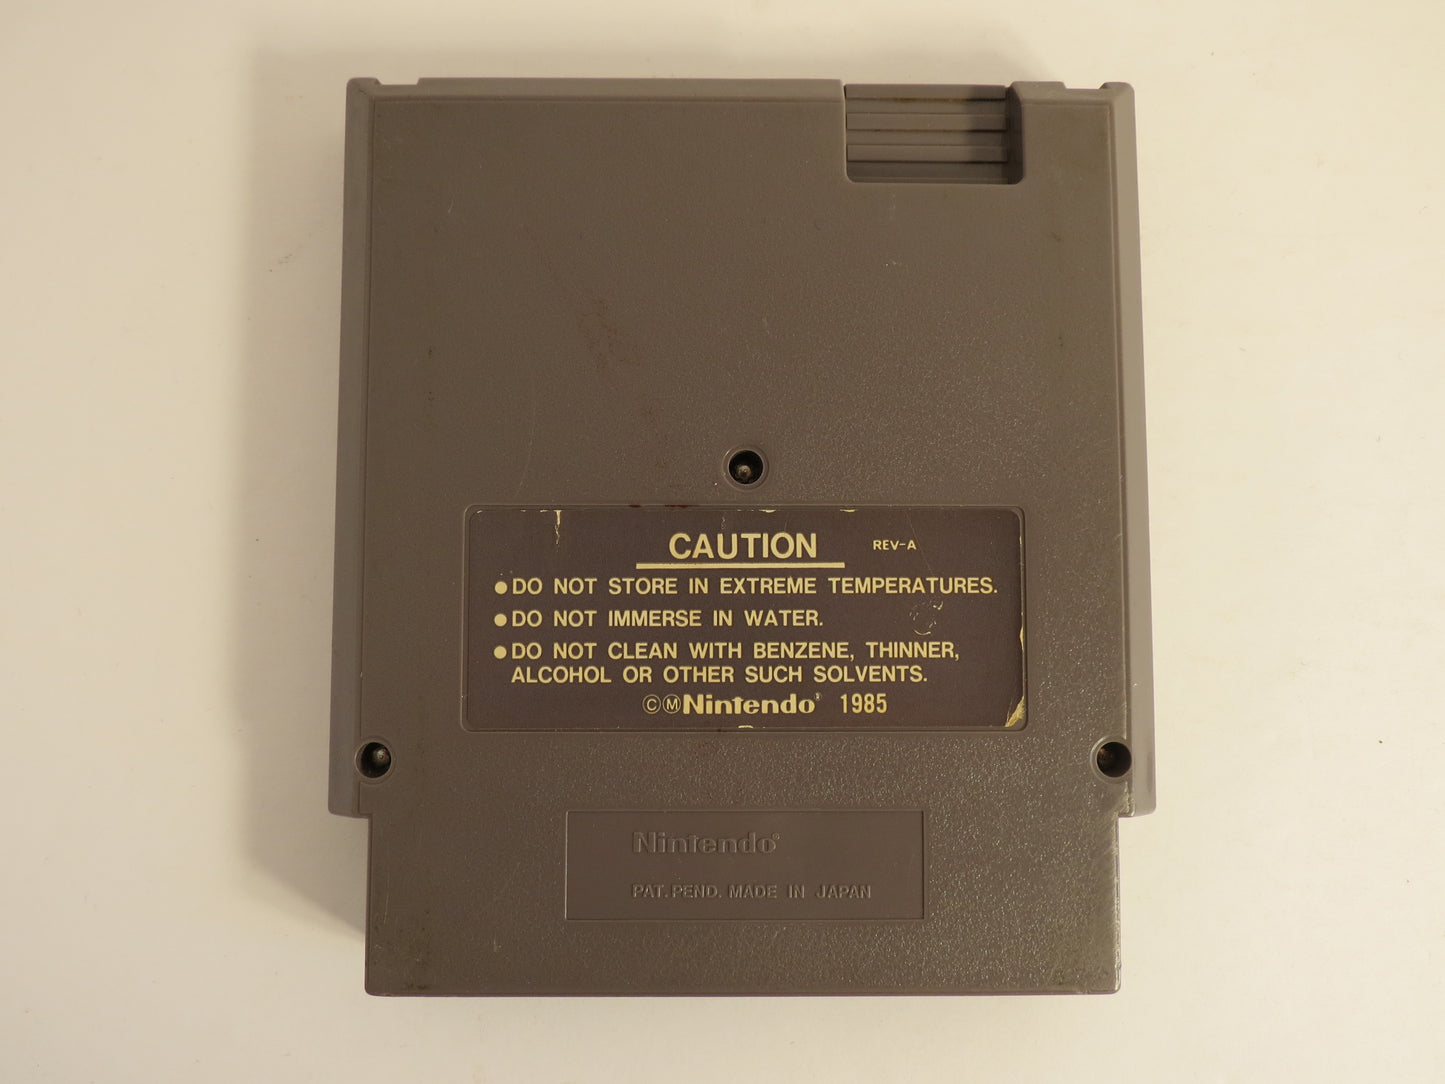 CAUTION REV-A
●DO NOT STORE IN EXTREME TEMPERATURES.
●DO NOT IMMERSE IN WATER.
●DO NOT CLEAN WITH BENZENE, THINNER,
ALCOHOL OR OTHER SUCH SOLVENTS.
©ⓂNintendo® 1985
Nintendo®
PAT. PEND. MADE IN JAPAN